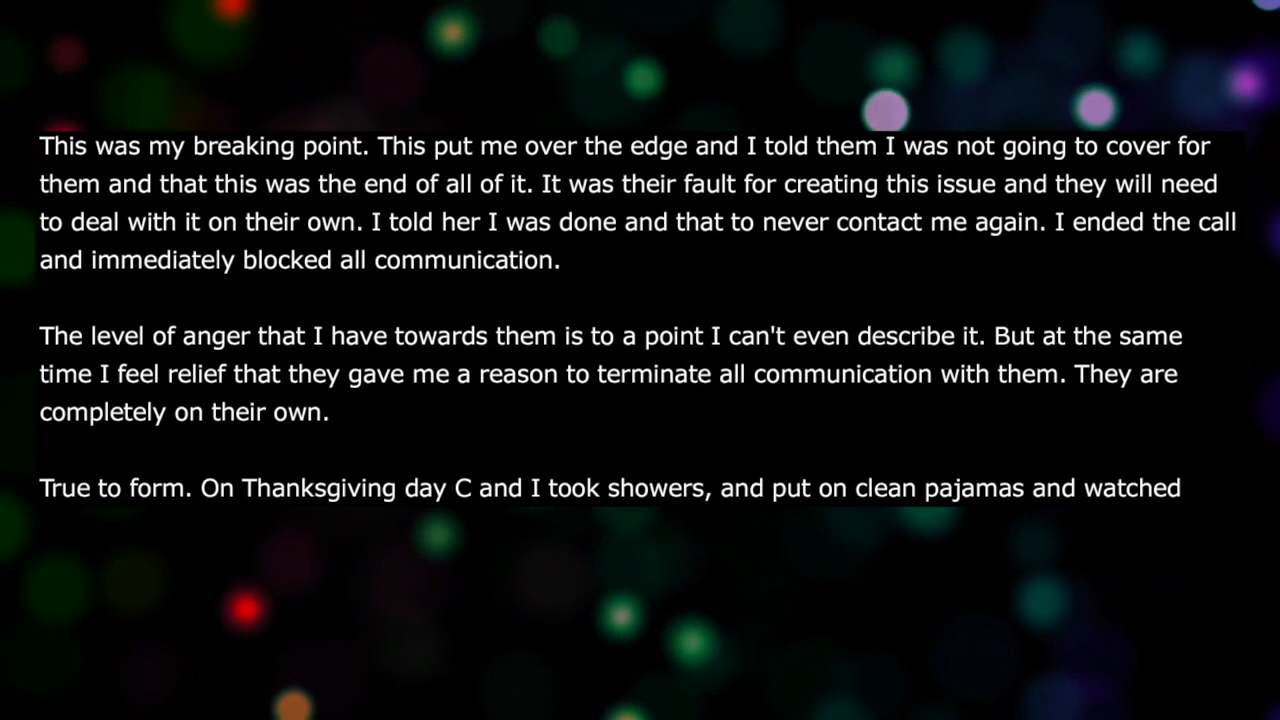 This was my breaking point. This put me over the edge and I told them I was not going to cover for
them and that this was the end of all of it. It was their fault for creating this issue and they will need
to deal with it on their own. I told her I was done and that to never contact me again. I ended the call
and immediately blocked all communication.
The level of anger that I have towards them is to a point I can't even describe it. But at the same
time I feel relief that they gave me a reason to terminate all communication with them. They are
completely on their own.
True to form. On Thanksgiving day C and I took showers, and put on clean pajamas and watched